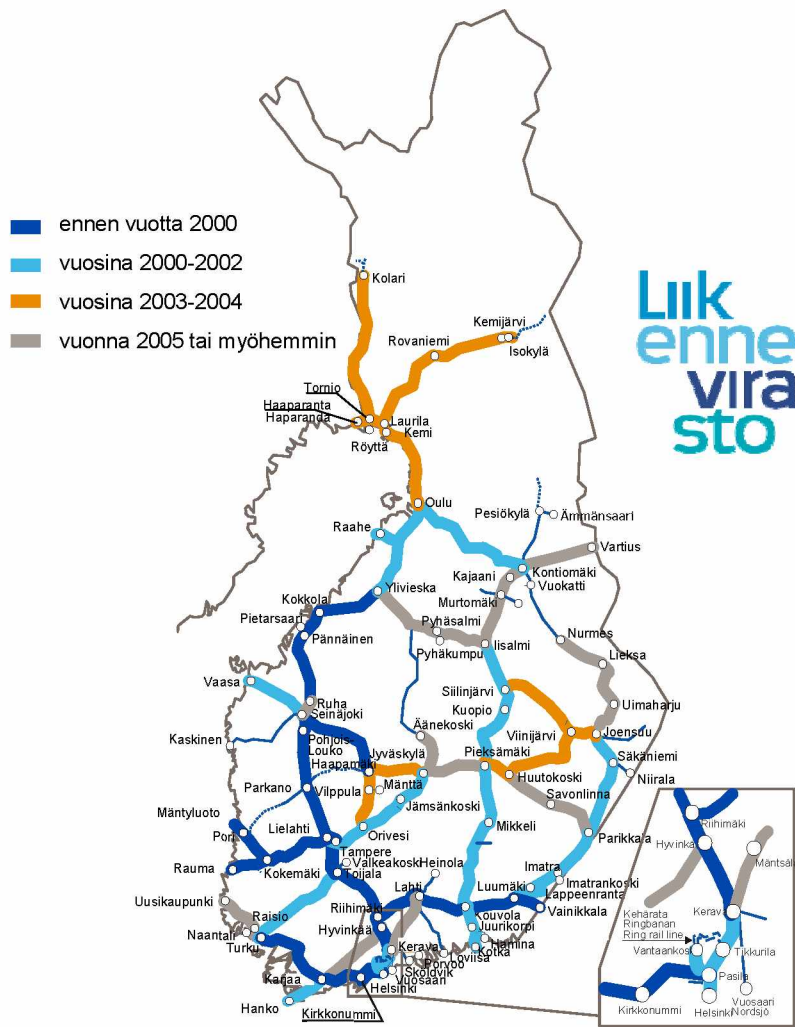 ennen vuotta 2000
vuosina 2000-2002
vuosina 2003-2004
vuonna 2005 tai myöhemmin
Liik
enne
vira
sto
Kolari
Kemijärvi
Rovaniemi
Isokylä
Tornio
Haaparanta
Haparanda
Laurila
Kemi
Röyttä
Oulu
Pesiökylä
Ämmänsaari
Raahe
Vartius
Kontiomäki
Kajaani
Vuokatti
Ylivieska
Murtomäki
Kokkola
Pyhäsalmi
Pietarsaari
Nurmes
Pännäinen
Pyhäkumpu
Iisalmi
Lieksa
Vaasa
Siilinjärvi
Ruha
Kuopio
Uimaharju
Seinäjoki
Pohjois-
Louko
Äänekoski
Viinijärvi
Joensuu
Kaskinen
Haapamäki
Jyväskylä
Pieksämäki
Säkäniemi
Huutokoski
Niirala
Parkano
Vilppula
Mänttä
Savonlinna
Jämsänkoski
Mäntyluoto
Pori
Lielahti
Orivesi
Mikkeli
Parikkala
Tampere
Valkeakoski
Heinola
Imatra
Rauma
Kokemäki
Toijala
Imatrankoski
Lahti
Luumäki
Lappeenranta
Uusikaupunki
Riihimäki
Vainikkala
Raisio
Kouvola
Naantali
Hyvinkää
Juurikorpi
Turku
Kerava
Hamina
Kotka
Loviisa
Porvoo
Sköldvik
Karjaa
Vuosaari
Helsinki
Hanko
Kirkkonummi
Riihimäki
Hyvinkä
Mäntsälä
Kerava
Kehärata
Ringbanan
Ring rail line
Vantaankoski
Tikkurila
Pasila
Kirkkonummi
Helsinki
Vuosaari
Nordsjö